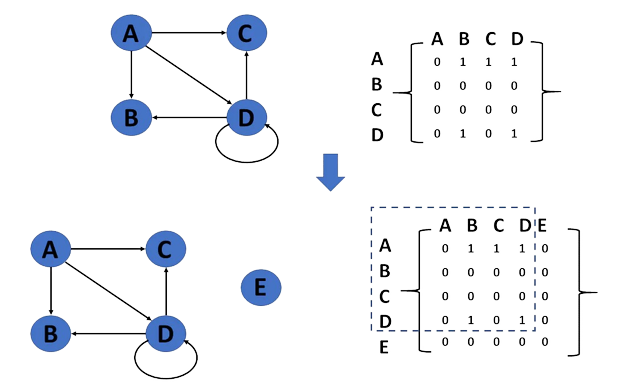 A C
B D
A B C D
A 0 1 1 1
B 0 0 0 0
C 0 0 0 0
D 0 1 0 1
A C
E
B D
A B C D E
A 0 1 1 1 0
B 0 0 0 0 0
C 0 0 0 0 0
D 0 1 0 1 0
E 0 0 0 0 0